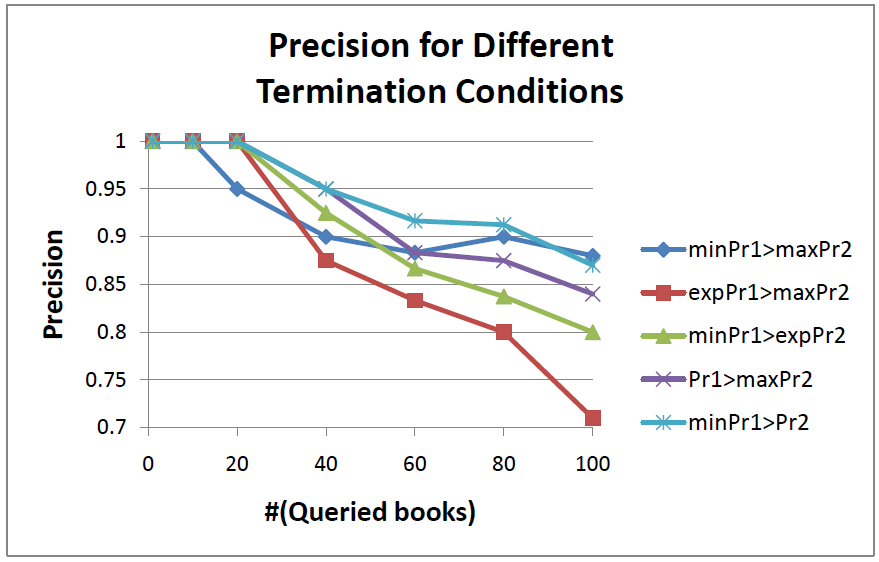 Precision for Different
Termination Conditions
1
0.95
0.9
0.85
0.8
0.75
0.7
Precision
0
20
40
60
80
100
#(Queried books)
minPr1>maxPr2
expPr1>maxPr2
minPr1>expPr2
Pr1>maxPr2
minPr1>Pr2